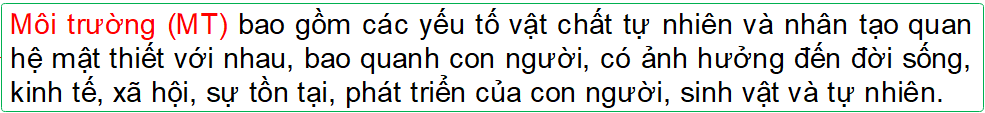 Môi trường (MT) bao gồm các yếu tố vật chất tự nhiên và nhân tạo quan
hệ mật thiết với nhau, bao quanh con người, có ảnh hưởng đến đời sống,
kinh tế, xã hội, sự tồn tại, phát triển của con người, sinh vật và tự nhiên.